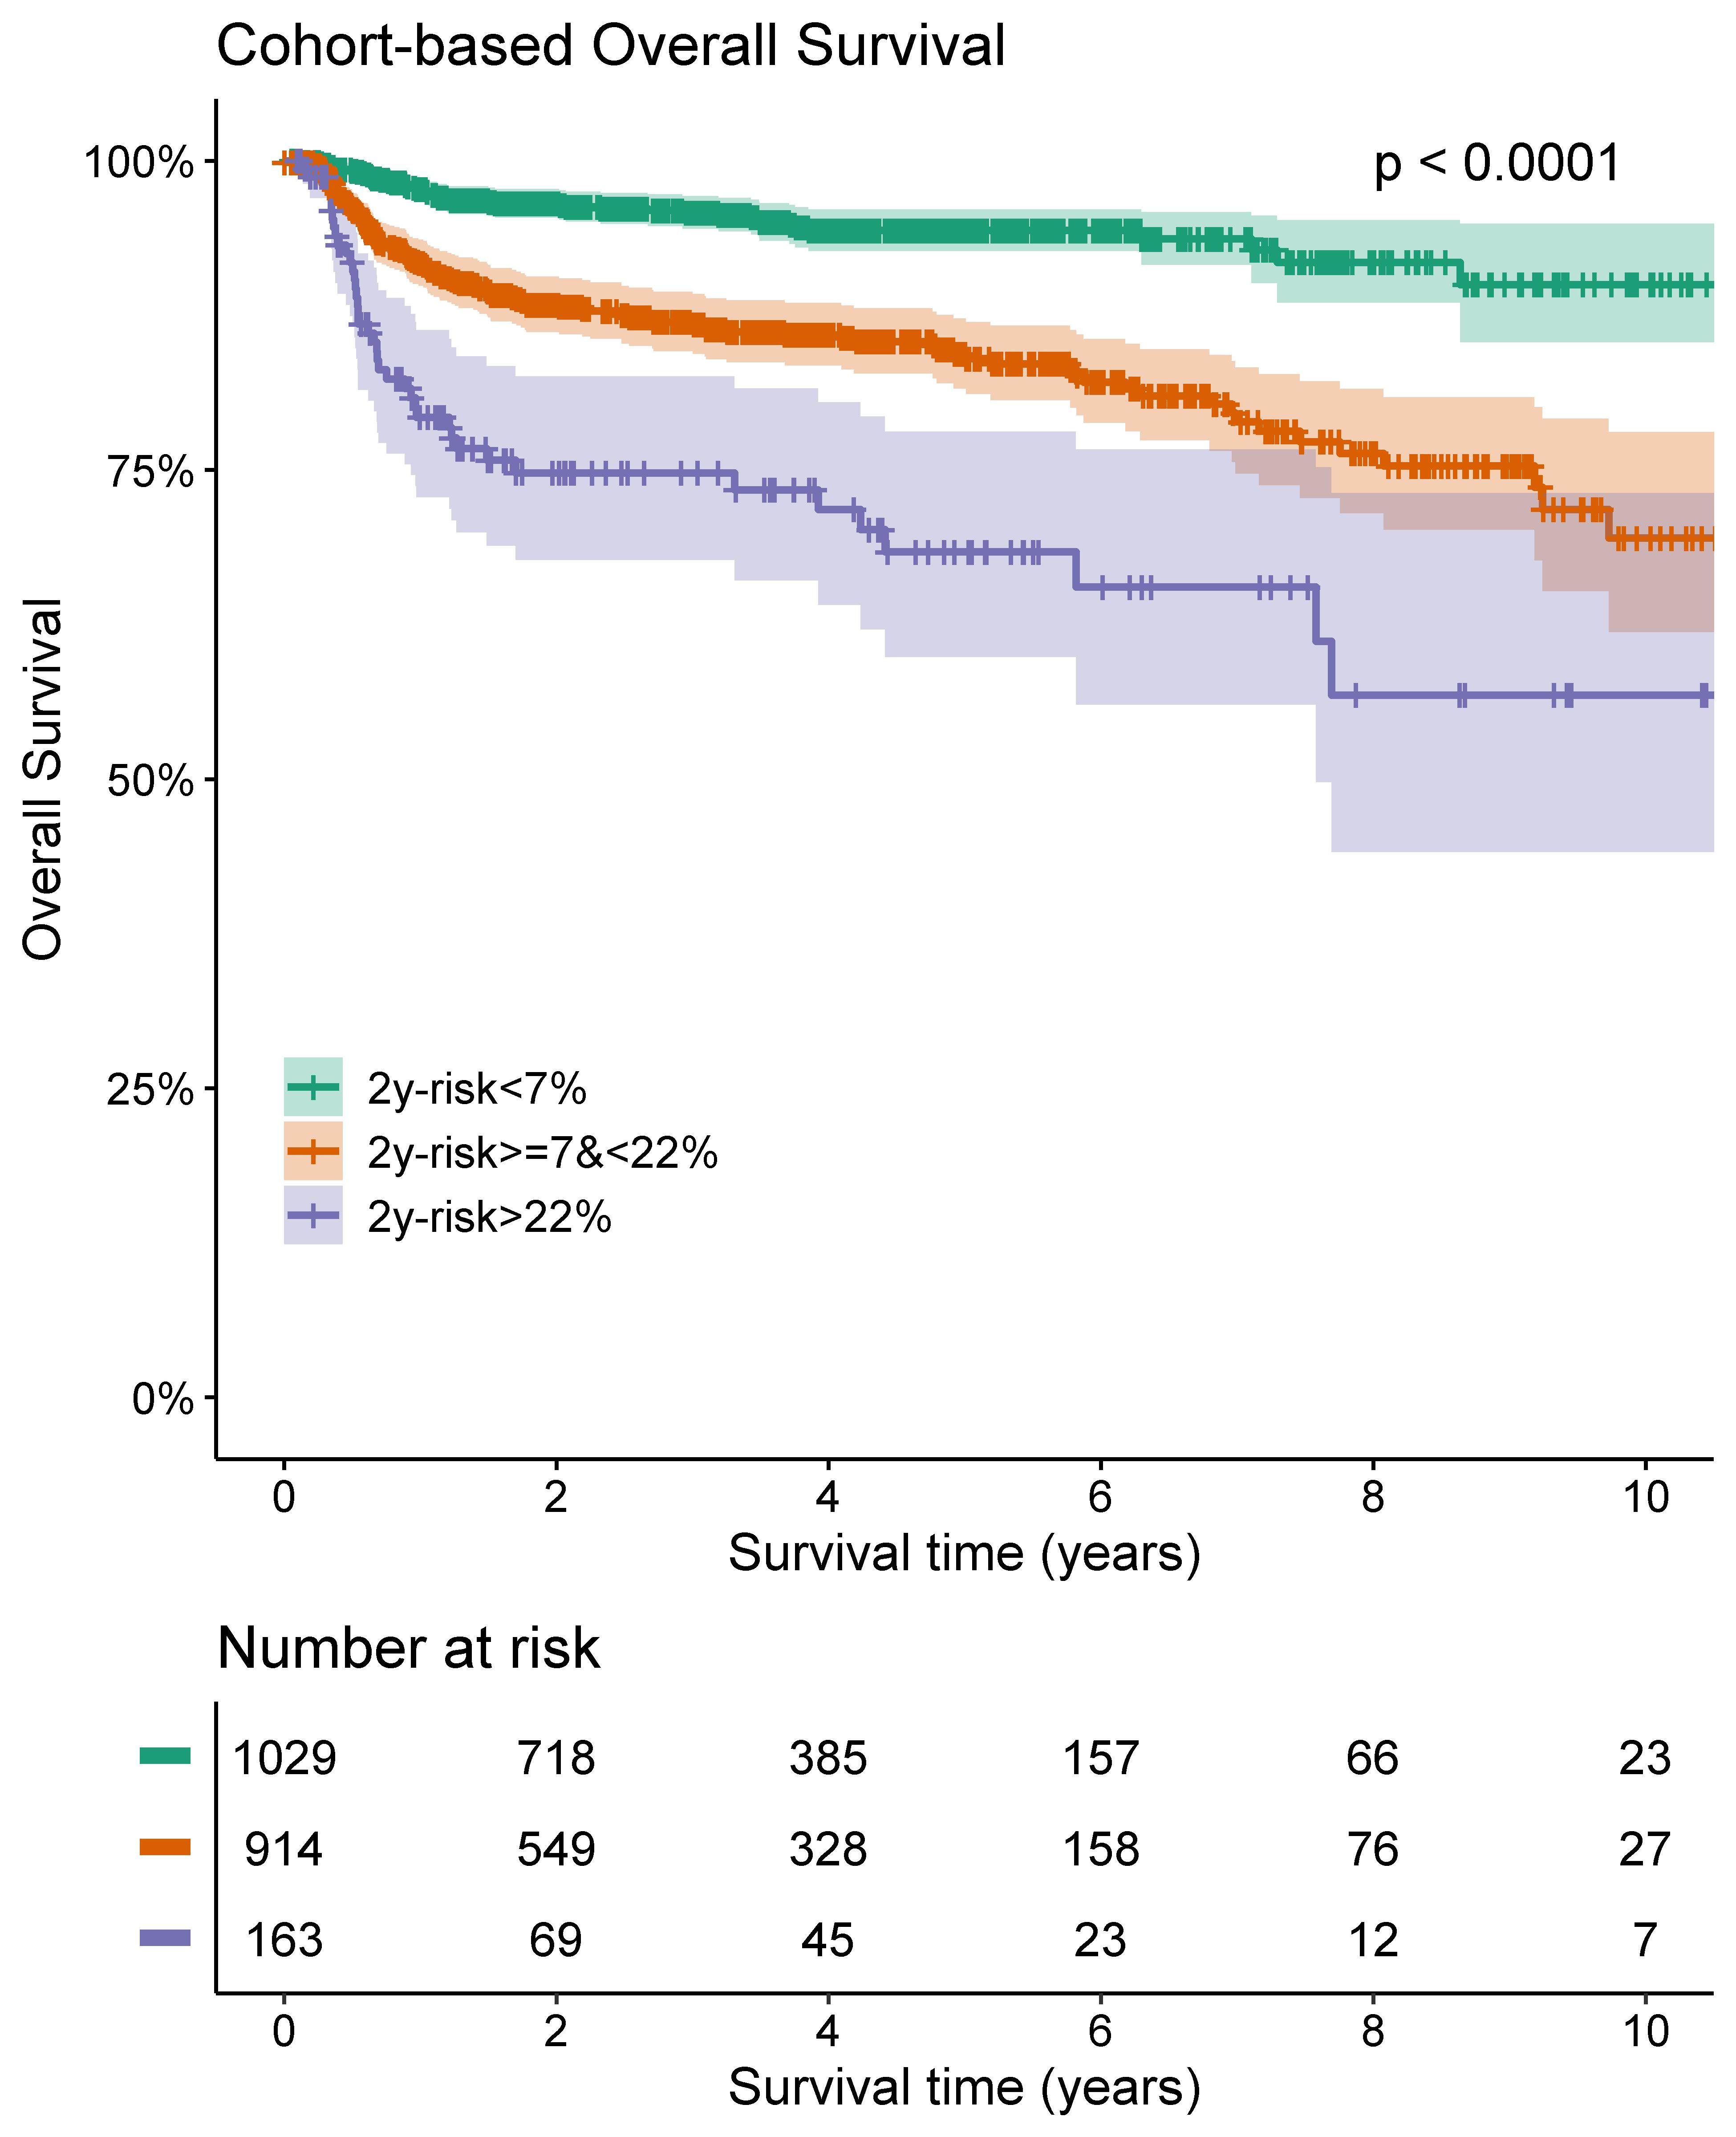 Cohort-based Overall Survival
p < 0.0001
100%
75%
50%
25%
0%
Overall Survival
2y-risk<7%
2y-risk>=7&<22%
2y-risk>22%
0 2 4 6 8 10
Survival time (years)
Number at risk
1029 718 385 157 66 23
914 549 328 158 76 27
163 69 45 23 12 7
0 2 4 6 8 10
Survival time (years)